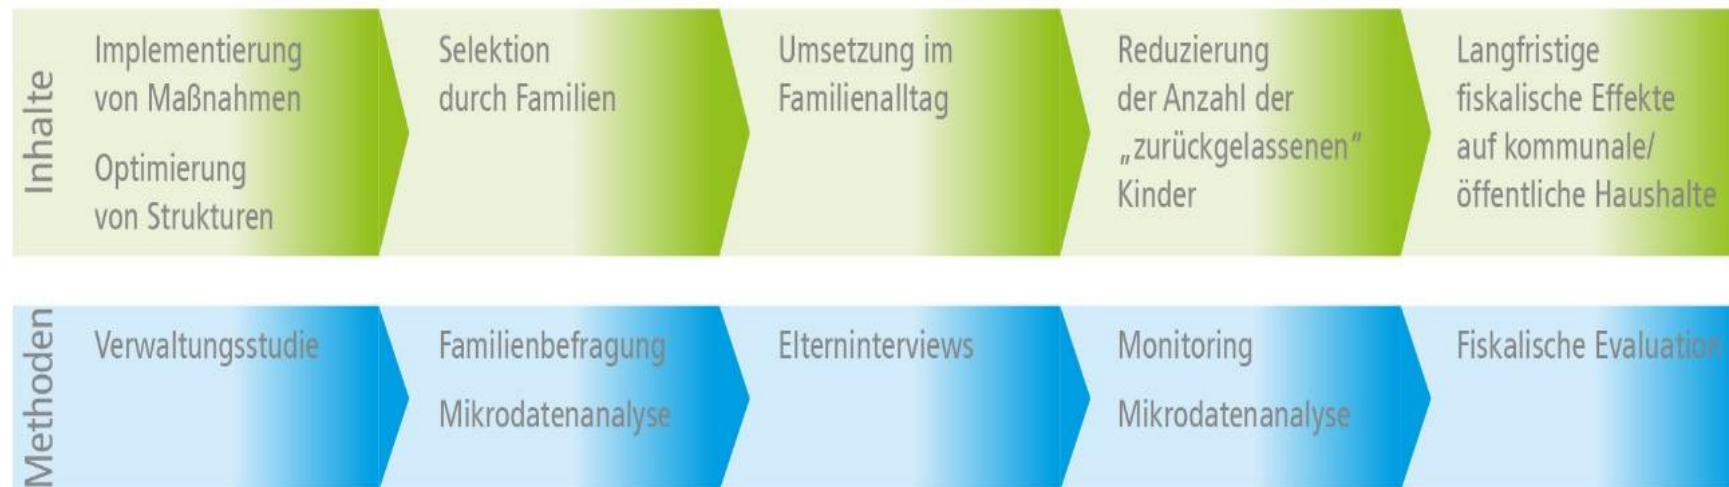 Inhalte
Implementierung
von Maßnahmen
Optimierung
von Strukturen
Selektion
durch Familien
Umsetzung im
Familienalltag
Reduzierung
der Anzahl der
„zurückgelassenen“
Kinder
Langfristige
fiskalische Effekte
auf kommunale/
öffentliche Haushalte
Methoden
Verwaltungsstudie
Familienbefragung
Mikrodatenanalyse
Elterninterviews
Monitoring
Mikrodatenanalyse
Fiskalische Evaluation